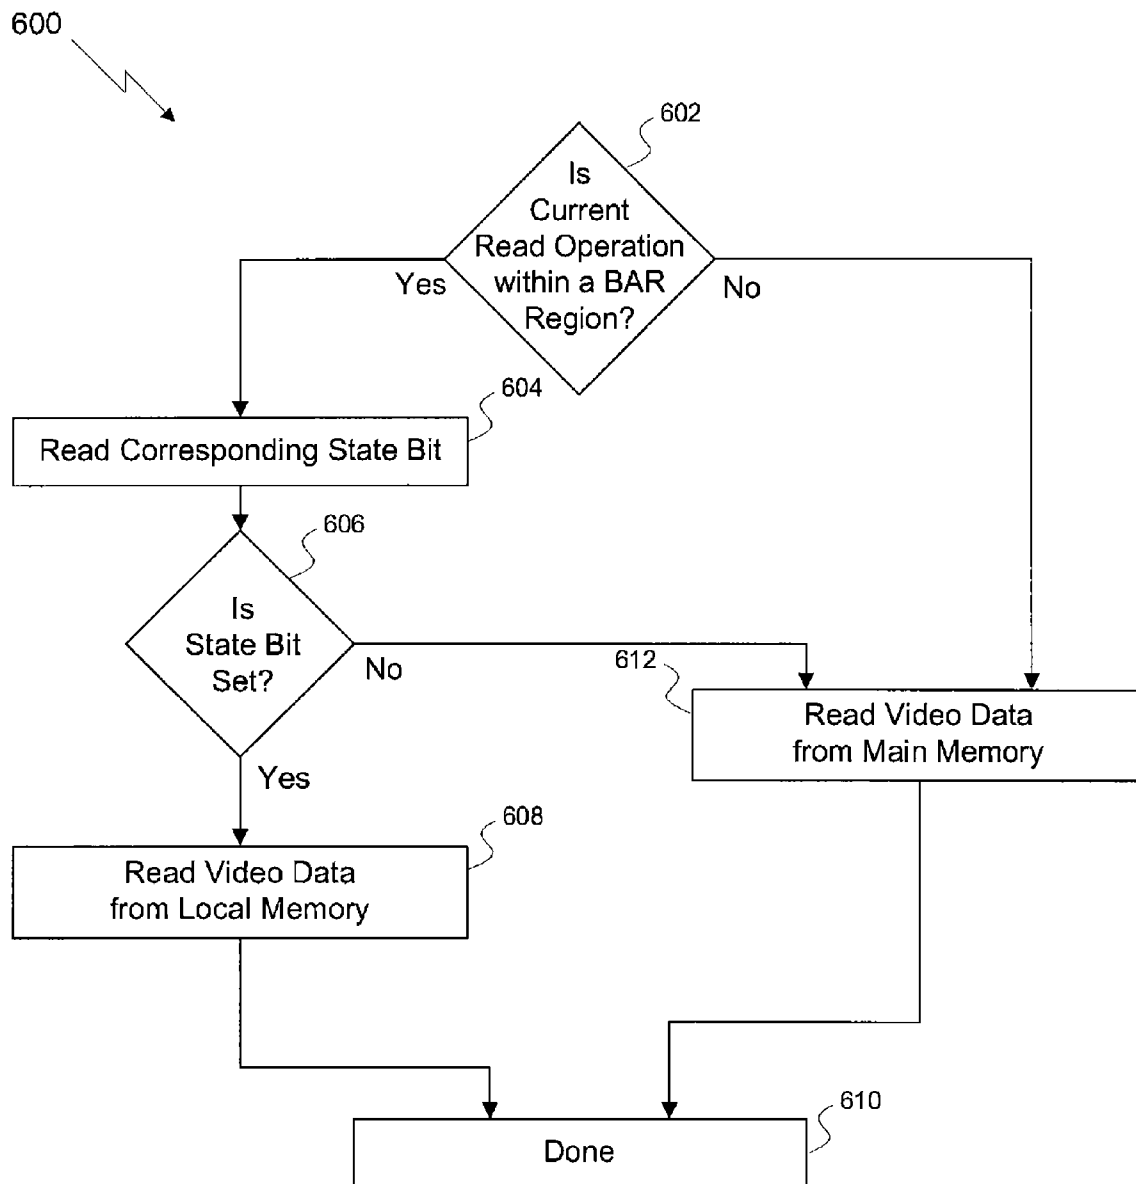 600
602
Is
Current
Read Operation
within a BAR
Region?
Yes
No
604
Read Corresponding State Bit
606
Is
State Bit
Set?
No
612
Read Video Data
from Main Memory
Yes
608
Read Video Data
from Local Memory
610
Done